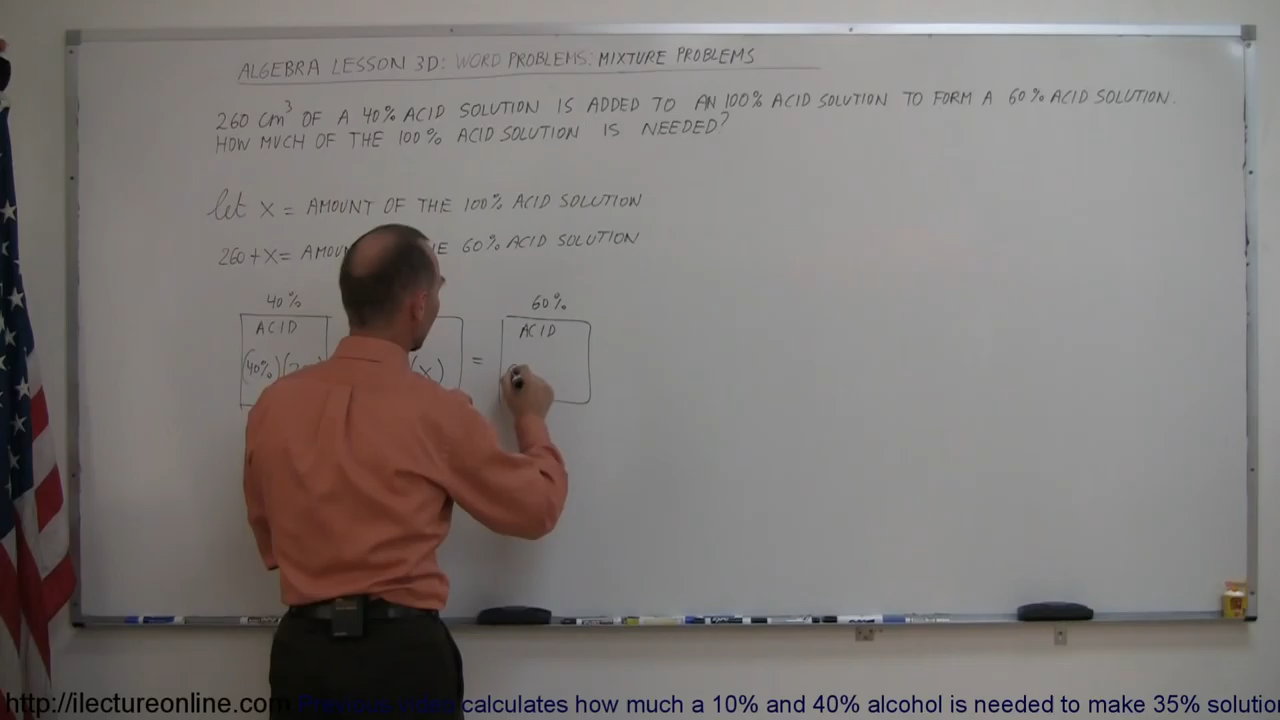 ALGEBRA LESSON 3D: WORD PROBLEMS: MIXTURE PROBLEMS
260 cm³ OF A 40% ACID SOLUTION IS ADDED TO AN 100% ACID SOLUTION TO FORM A 60% ACID SOLUTION.
HOW MUCH OF THE 100% ACID SOLUTION IS NEEDED?
let x = AMOUNT OF THE 100% ACID SOLUTION
260 + x = 60% ACID SOLUTION
40% 60%
ACID ACID
(40%) (x) =
http://ilectureonline.com Previous video calculates how much a 10% and 40% alcohol is needed to make 35% solution